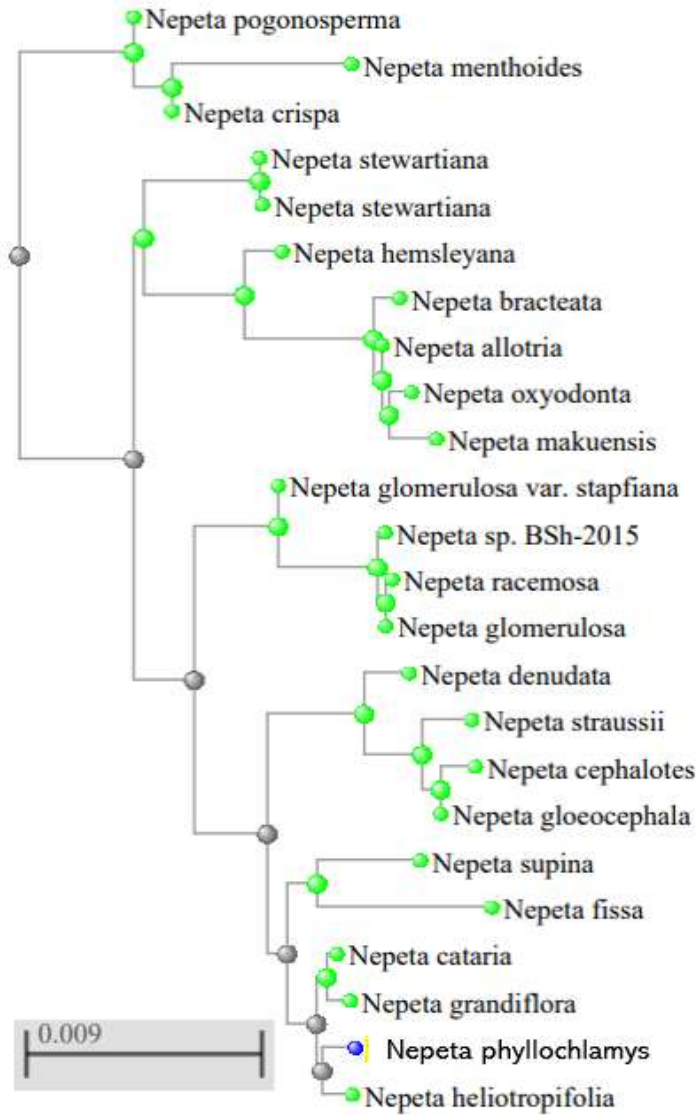 Nepeta pogonosperma
Nepeta menthoides
Nepeta crispa
Nepeta stewartiana
Nepeta stewartiana
Nepeta hemsleyana
Nepeta bracteata
Nepeta allotria
Nepeta oxyodonta
Nepeta makuensis
Nepeta glomerulosa var. stapfiana
Nepeta sp. BSh-2015
Nepeta racemosa
Nepeta glomerulosa
Nepeta denudata
Nepeta straussii
Nepeta cephalotes
Nepeta gloeocephala
Nepeta supina
Nepeta fissa
Nepeta cataria
Nepeta grandiflora
0.009
Nepeta phyllochlamys
Nepeta heliotropifolia